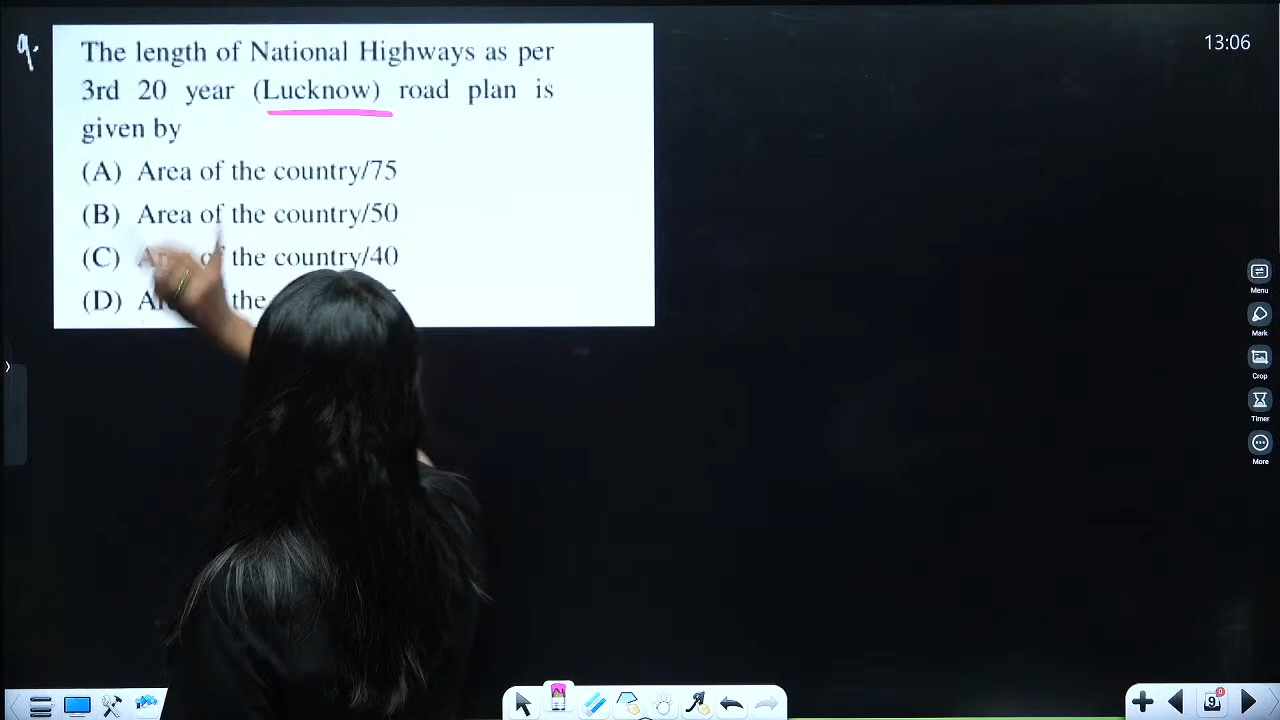 9.
The length of National Highways as per
3rd 20 year (Lucknow) road plan is
given by
(A) Area of the country/75
(B) Area of the country/50
(C) of the country/40
(D) the
13:06
Menu
Mark
Crop
Timer
More
9
0